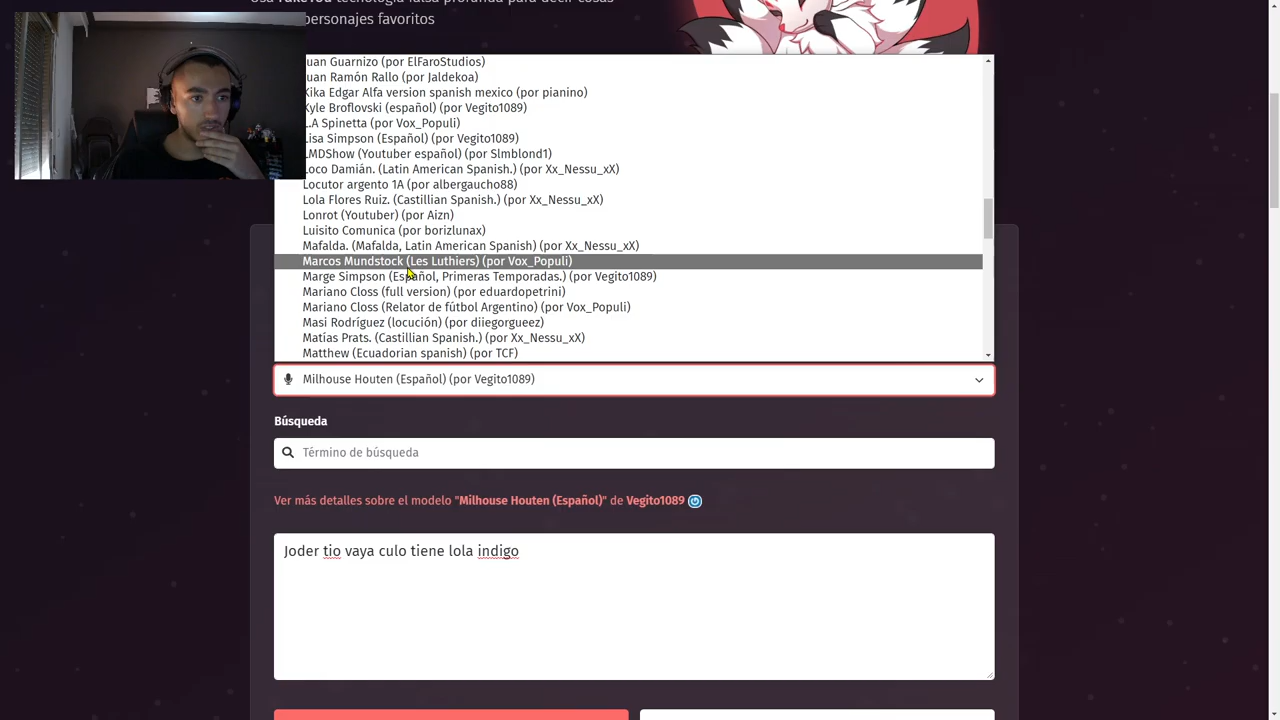 personajes favoritos
uan Guarnizo (por ElFaroStudios)
uan Ramón Rallo (por Jaldekoa)
Kika Edgar Alfa version spanish mexico (por pianino)
Kyle Broflovski (español) (por Vegito1089)
L.A Spinetta (por Vox_Populi)
Lisa Simpson (Español) (por Vegito1089)
LMDShow (Youtuber español) (por Slmblond1)
Loco Damián. (Latin American Spanish.) (por Xx_Nessu_xX)
Locutor argento 1A (por albergaucho88)
Lola Flores Ruiz. (Castillian Spanish.) (por Xx_Nessu_xX)
Lonrot (Youtuber) (por Aizn)
Luisito Comunica (por borizlunax)
Mafalda. (Mafalda, Latin American Spanish) (por Xx_Nessu_xX)
Marcos Mundstock (Les Luthiers) (por Vox_Populi)
Marge Simpson (Español, Primeras Temporadas.) (por Vegito1089)
Mariano Closs (full version) (por eduardopetrini)
Mariano Closs (Relator de fútbol Argentino) (por Vox_Populi)
Masi Rodríguez (locución) (por diiegorgueez)
Matías Prats. (Castillian Spanish.) (por Xx_Nessu_xX)
Matthew (Ecuadorian spanish) (por TCF)
Milhouse Houten (Español) (por Vegito1089)
Búsqueda
Término de búsqueda
Ver más detalles sobre el modelo "Milhouse Houten (Español)" de Vegito1089
Joder tio vaya culo tiene lola indigo